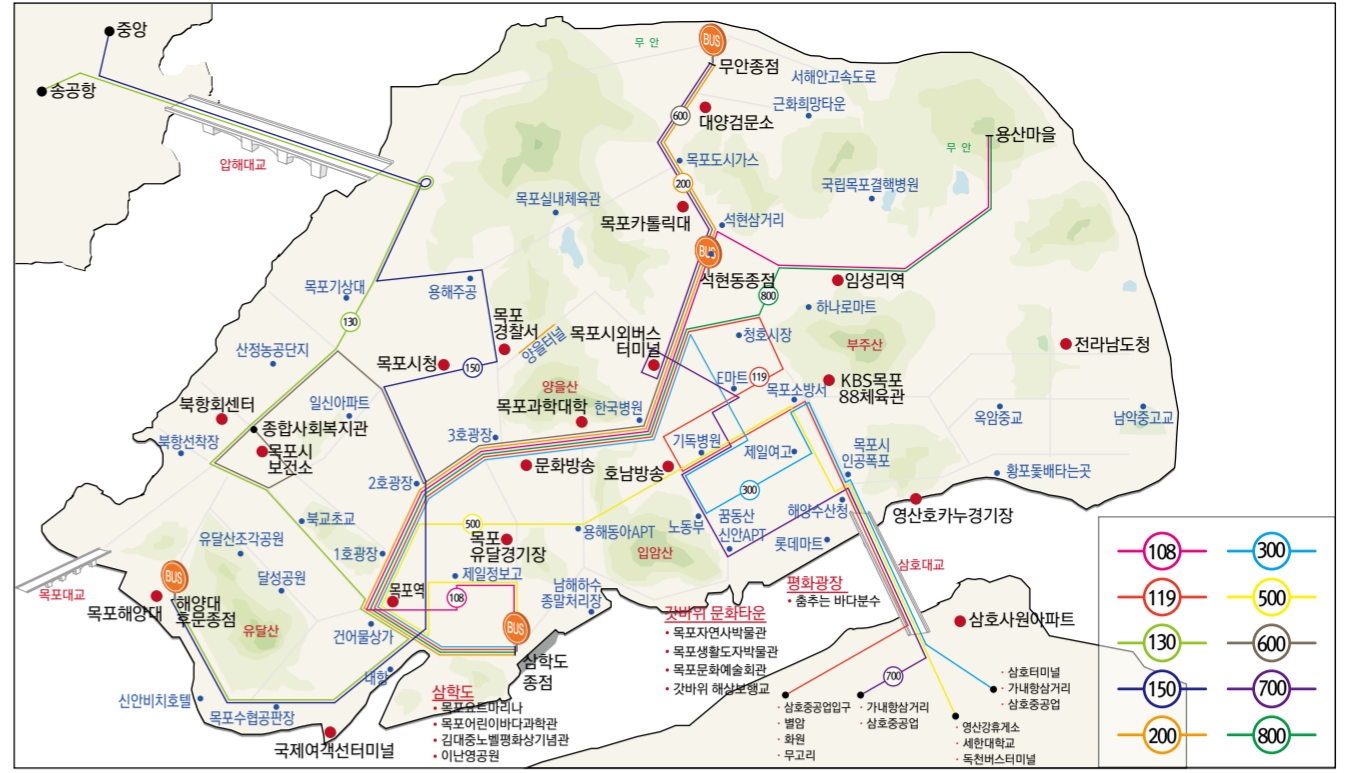 중앙
송공항
압해대교
무 안
BUS
무안종점
서해안고속도로
근화희망타운
600
대양검문소
용산마을
목포도시가스
무 안
200
국립목포결핵병원
목포실내체육관
목포카톨릭대
석현삼거리
BUS
석현동종점
임성리역
800
목포기상대
용해주공
하나로마트
130
목포
경찰서
양을터널
목포시외버스
터미널
청호시장
부주산
전라남도청
산정농공단지
목포시청
150
E마트
119
목포소방서
KBS목포
88체육관
양을산
목포과학대학
한국병원
북항회센터
일신아파트
옥암중교
남악중고교
종합사회복지관
북항선착장
목포시
보건소
3호광장
기독병원
제일여고
목포시
인공폭포
문화방송
호남방송
황포돛배타는곳
2호광장
300
영산호카누경기장
북교초교
500
용해동아APT
노동부
꿈동산
신안APT
해양수산청
롯데마트
유달산조각공원
1호광장
목포
유달경기장
입암산
삼호대교
목포대교
BUS
달성공원
목포역
제일정보고
남해하수
종말처리장
평화광장
• 춤추는 바다분수
목포해양대
해양대
후문종점
108
유달산
건어물상가
BUS
갓바위 문화타운
• 목포자연사박물관
• 목포생활도자박물관
• 목포문화예술회관
• 갓바위 해상보행교
삼호사원아파트
삼학도
종점
내항
700
신안비치호텔
목포수협공판장
삼학도
• 목포요트마리나
• 목포어린이바다과학관
• 김대중노벨평화상기념관
• 이난영공원
국제여객선터미널
· 삼호중공업입구
· 별암
· 화원
· 무고리
· 가내항삼거리
· 삼호중공업
· 영산강휴게소
· 세한대학교
· 독천버스터미널
· 삼호터미널
· 가내항삼거리
· 삼호중공업
108
300
119
500
130
600
150
700
200
800